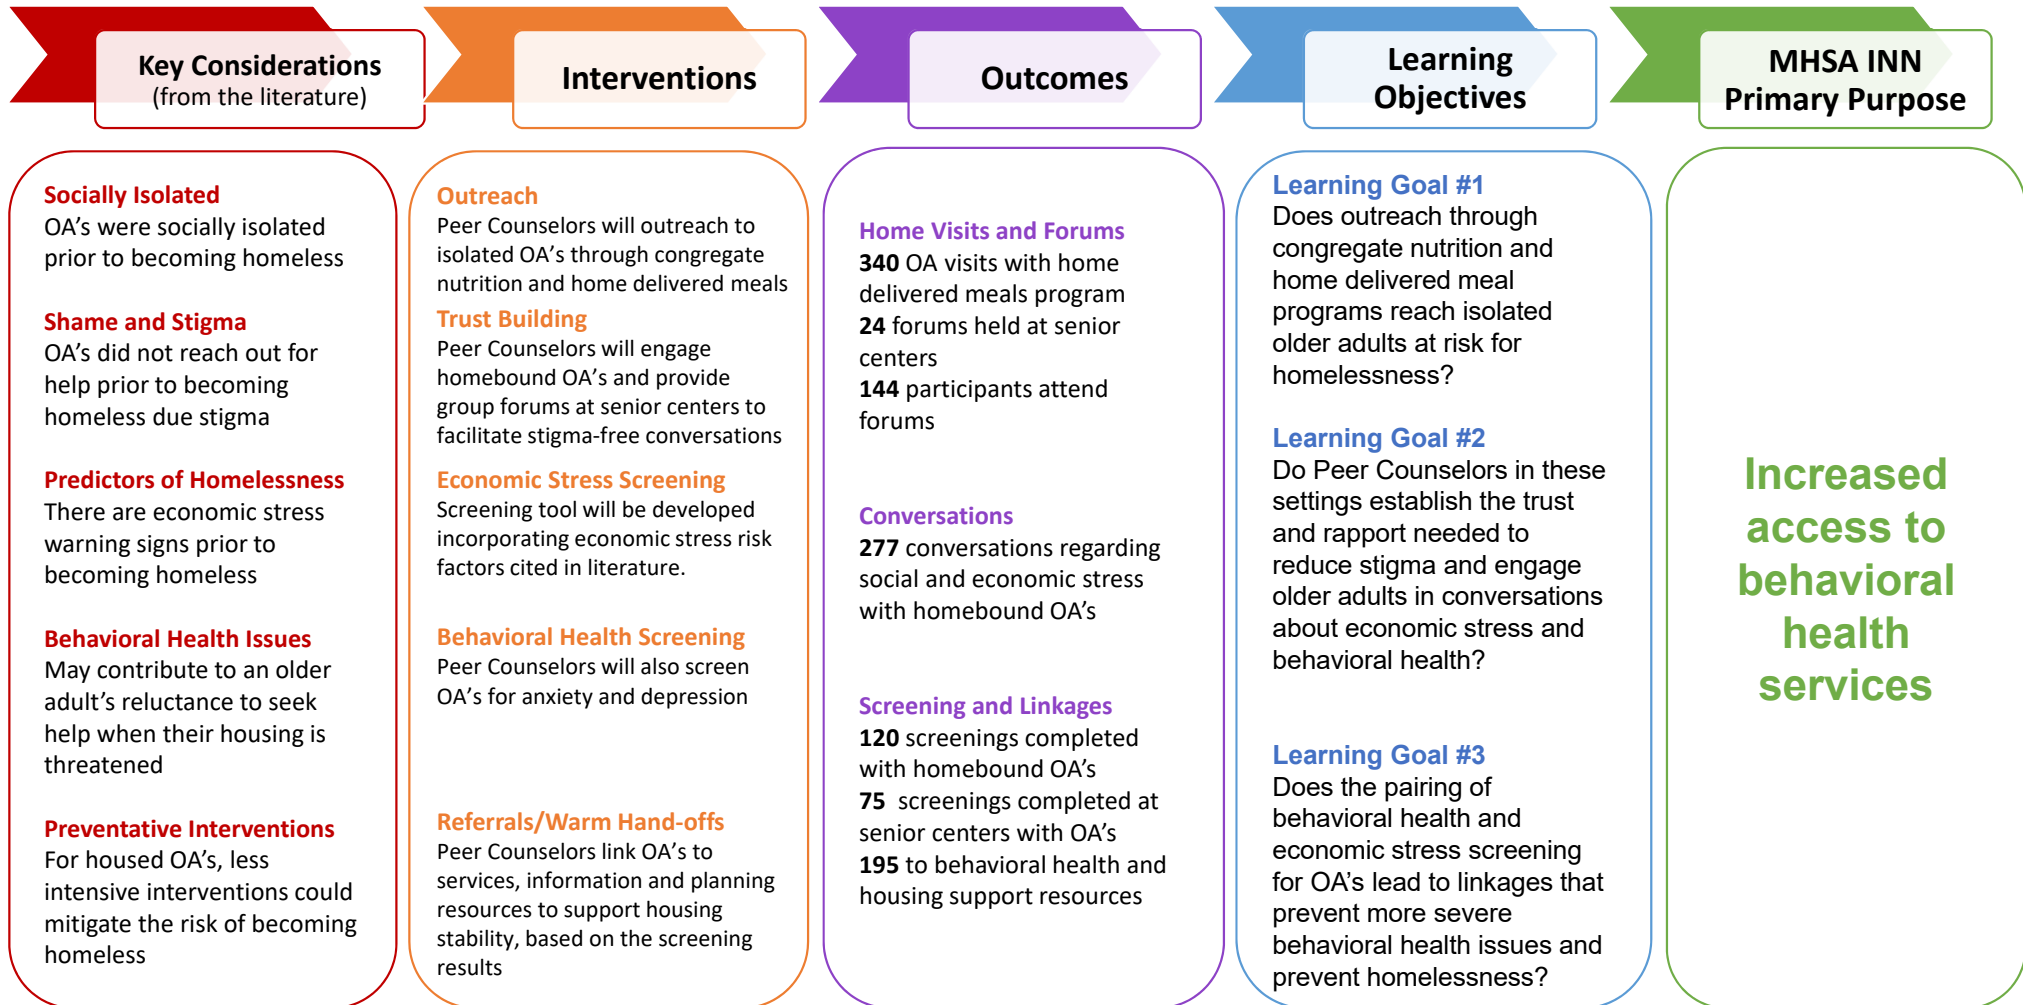 Key Considerations
(from the literature)
Interventions
Outcomes
Learning
Objectives
MHSA INN
Primary Purpose
Socially Isolated
OA's were socially isolated
prior to becoming homeless
Shame and Stigma
OA's did not reach out for
help prior to becoming
homeless due stigma
Predictors of Homelessness
There are economic stress
warning signs prior to
becoming homeless
Behavioral Health Issues
May contribute to an older
adult's reluctance to seek
help when their housing is
threatened
Preventative Interventions
For housed OA's, less
intensive interventions could
mitigate the risk of becoming
homeless
Outreach
Peer Counselors will outreach to
isolated OA's through congregate
nutrition and home delivered meals
Trust Building
Peer Counselors will engage
homebound OA's and provide
group forums at senior centers to
facilitate stigma-free conversations
Economic Stress Screening
Screening tool will be developed
incorporating economic stress risk
factors cited in literature.
Behavioral Health Screening
Peer Counselors will also screen
OA's for anxiety and depression
Referrals/Warm Hand-offs
Peer Counselors link OA's to
services, information and planning
resources to support housing
stability, based on the screening
results
Home Visits and Forums
340 OA visits with home
delivered meals program
24 forums held at senior
centers
144 participants attend
forums
Conversations
277 conversations regarding
social and economic stress
with homebound OA's
Screening and Linkages
120 screenings completed
with homebound OA's
75  screenings completed at
senior centers with OA's
195 to behavioral health and
housing support resources
Learning Goal #1
Does outreach through
congregate nutrition and
home delivered meal
programs reach isolated
older adults at risk for
homelessness?
Learning Goal #2
Do Peer Counselors in these
settings establish the trust
and rapport needed to
reduce stigma and engage
older adults in conversations
about economic stress and
behavioral health?
Learning Goal #3
Does the pairing of
behavioral health and
economic stress screening
for OA's lead to linkages that
prevent more severe
behavioral health issues and
prevent homelessness?
Increased
access to
behavioral
health
services